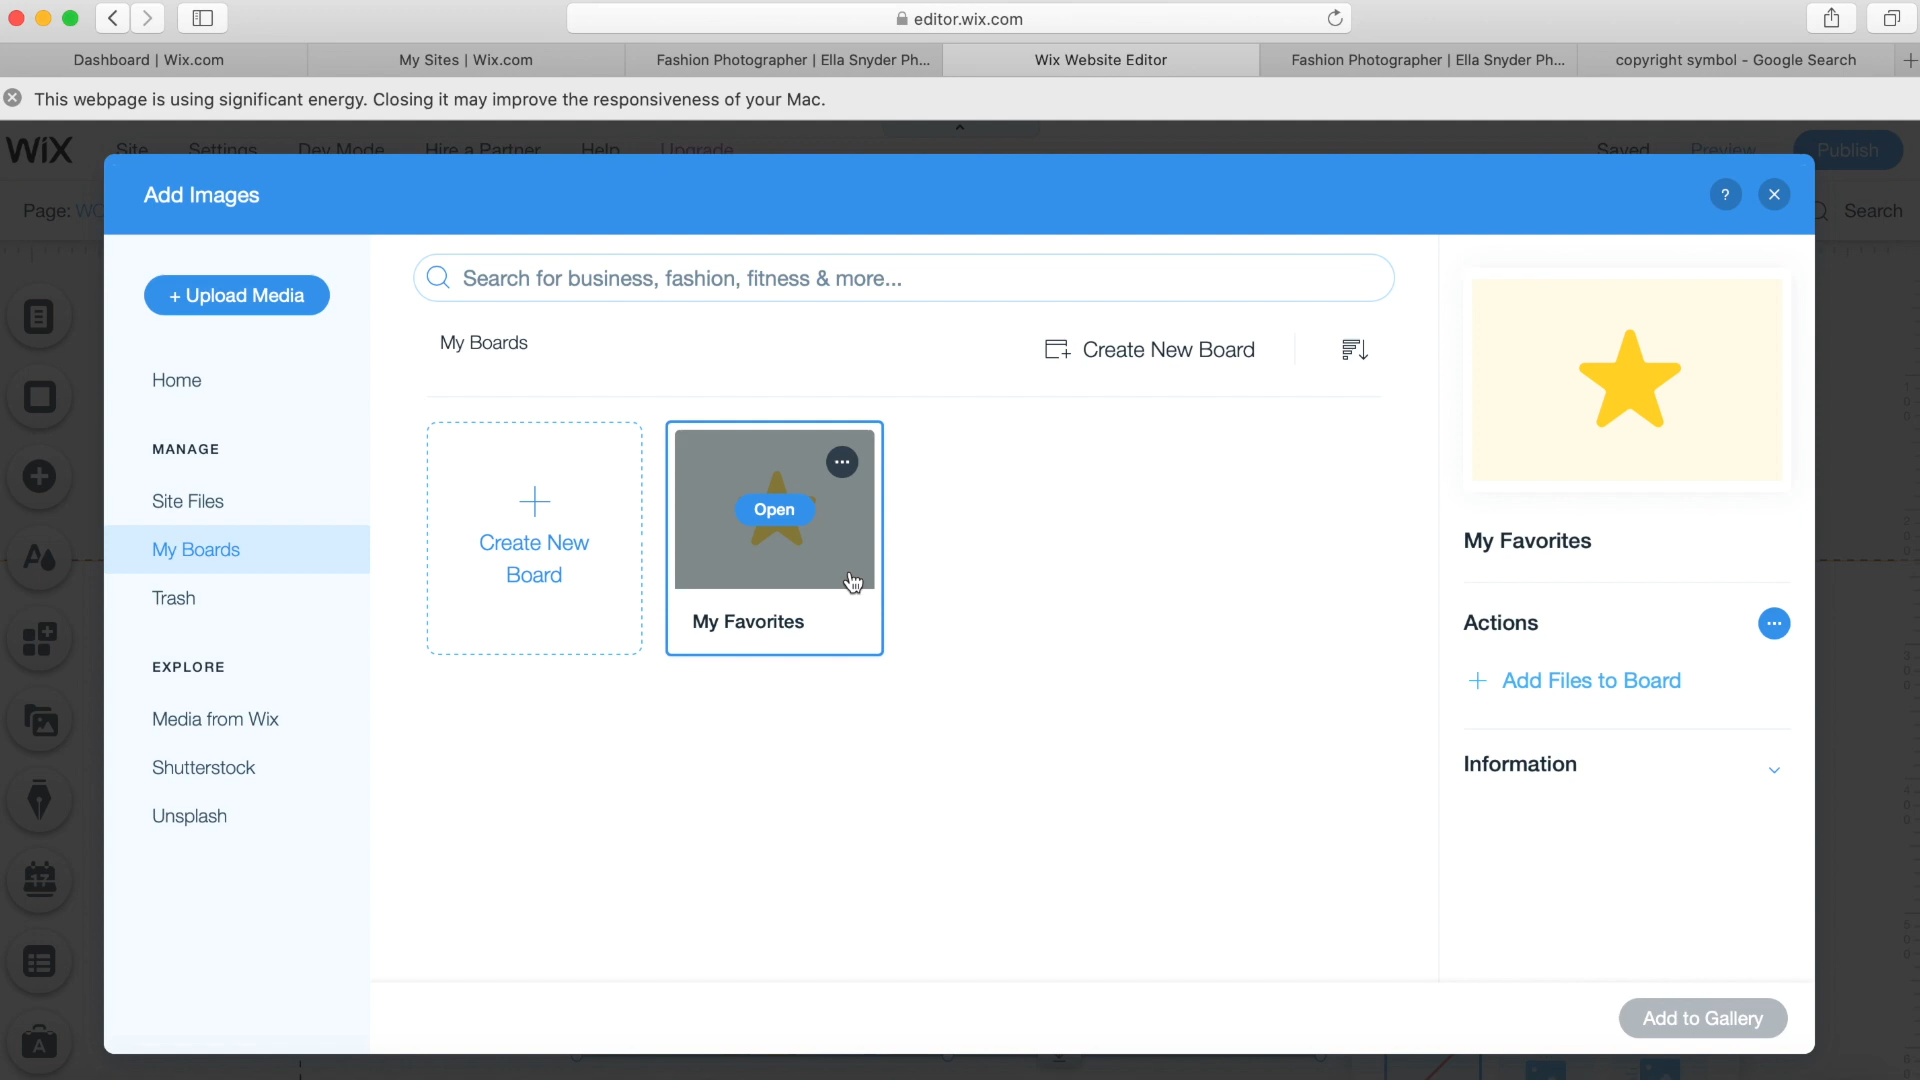 editor.wix.com
Dashboard | Wix.com
My Sites | Wix.com
Fashion Photographer | Ella Snyder Ph...
Wix Website Editor
Fashion Photographer | Ella Snyder Ph...
copyright symbol - Google Search
This webpage is using significant energy. Closing it may improve the responsiveness of your Mac.
WiX
Site
Settings
Dev Mode
Hire a Partner
Help
Upgrade
Saved
Preview
Publish
Page:
Search
Add Images
?
+ Upload Media
Search for business, fashion, fitness & more...
My Boards
Create New Board
Home
MANAGE
Site Files
My Boards
Trash
EXPLORE
Media from Wix
Shutterstock
Unsplash
Create New
Board
Open
My Favorites
My Favorites
Actions
Add Files to Board
Information
Add to Gallery
17
A